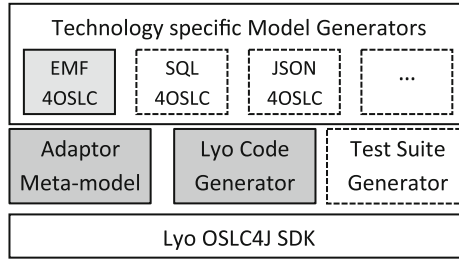 Technology specific Model Generators
EMF
4OSLC
SQL
4OSLC
JSON
4OSLC
...
Adaptor
Meta-model
Lyo Code
Generator
Test Suite
Generator
Lyo OSLC4J SDK